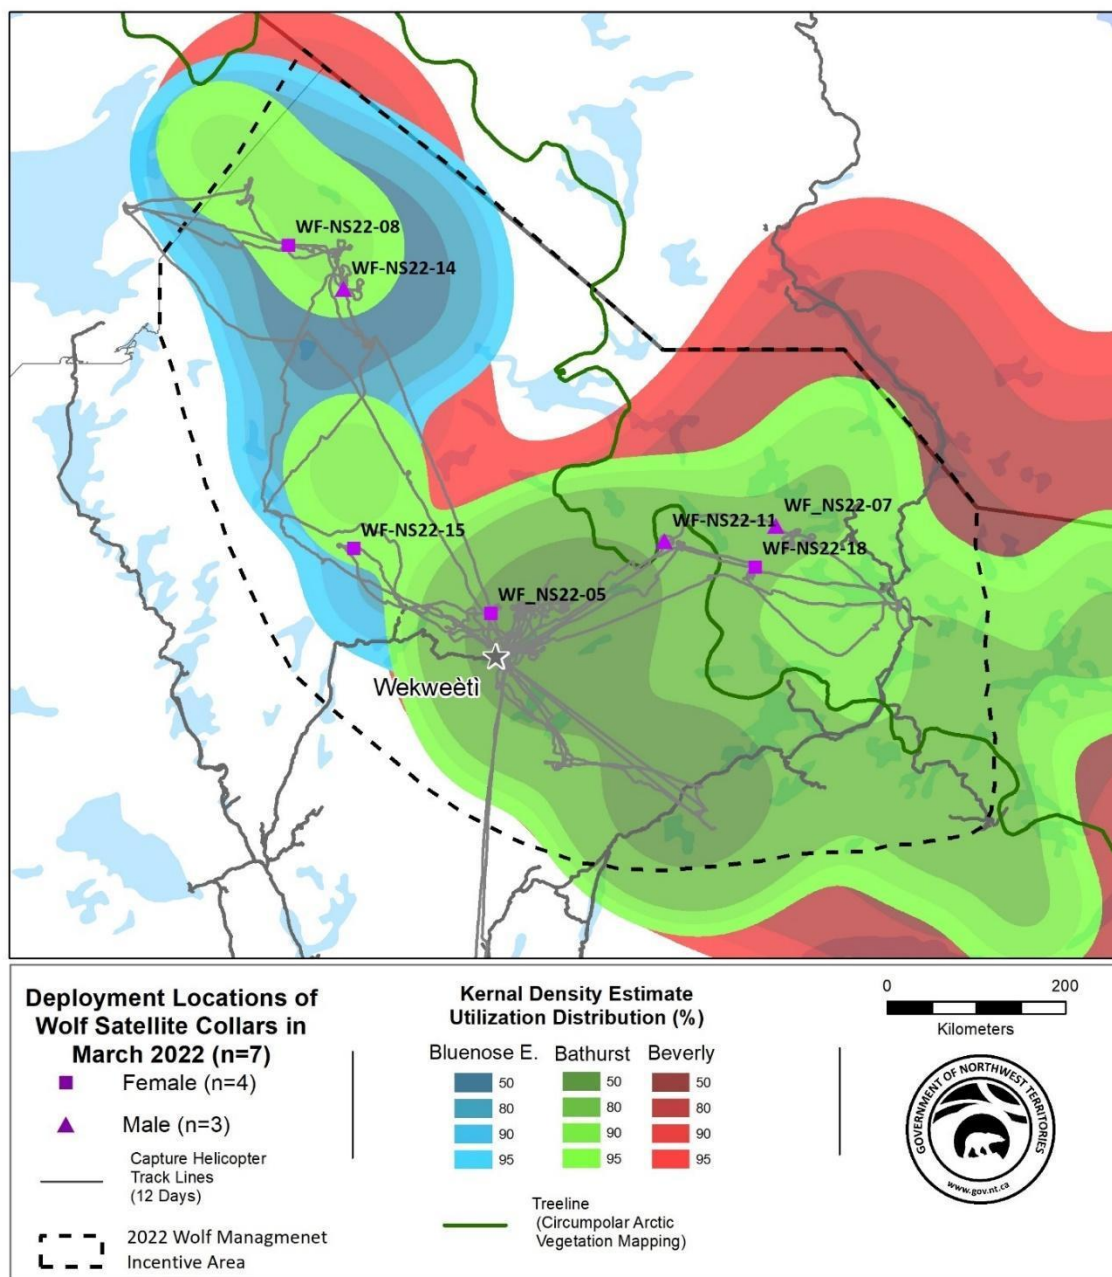 WF-NS22-08
WF-NS22-14
WF_NS22-07
WF-NS22-11
WF-NS22-15
WF-NS22-18
WF_NS22-05
Wekweètì
Deployment Locations of
Wolf Satellite Collars in
March 2022 (n=7)
Female (n=4)
Male (n=3)
Capture Helicopter
Track Lines
(12 Days)
2022 Wolf Managmenet
Incentive Area
Kernal Density Estimate
Utilization Distribution (%)
Bluenose E. Bathurst Beverly
50 50 50
80 80 80
90 90 90
95 95 95
Treeline
(Circumpolar Arctic
Vegetation Mapping)
0 200
Kilometers
GOVERNMENT OF NORTHWEST TERRITORIES
www.gov.nt.ca